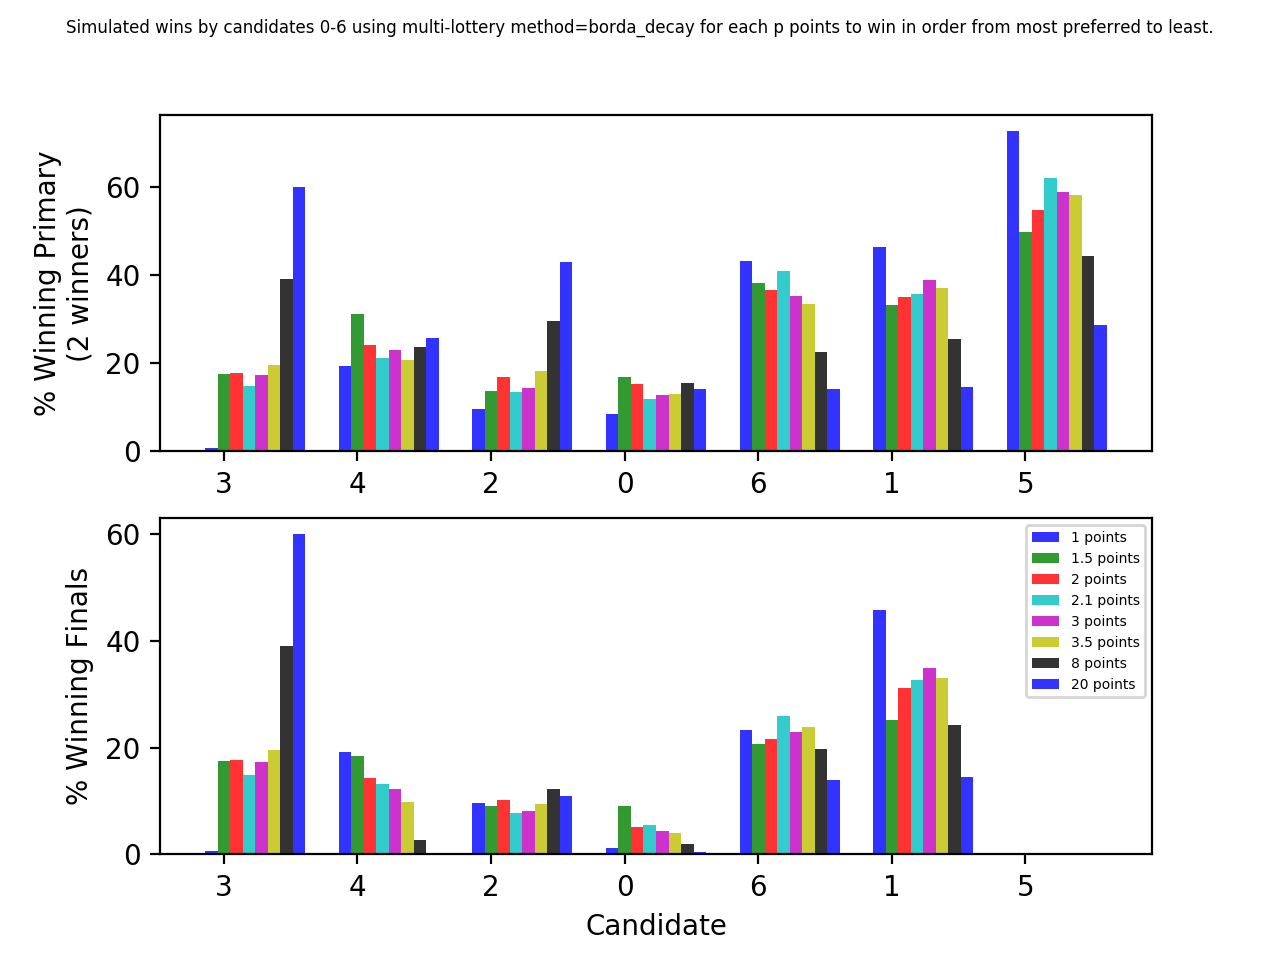 Simulated wins by candidates 0-6 using multi-lottery method=borda_decay for each p points to win in order from most preferred to least.
% Winning Primary
(2 winners)
60
40
20
0
3 4 2 0 6 1 5
% Winning Finals
60
40
20
0
1 points
1.5 points
2 points
2.1 points
3 points
3.5 points
8 points
20 points
3 4 2 0 6 1 5
Candidate